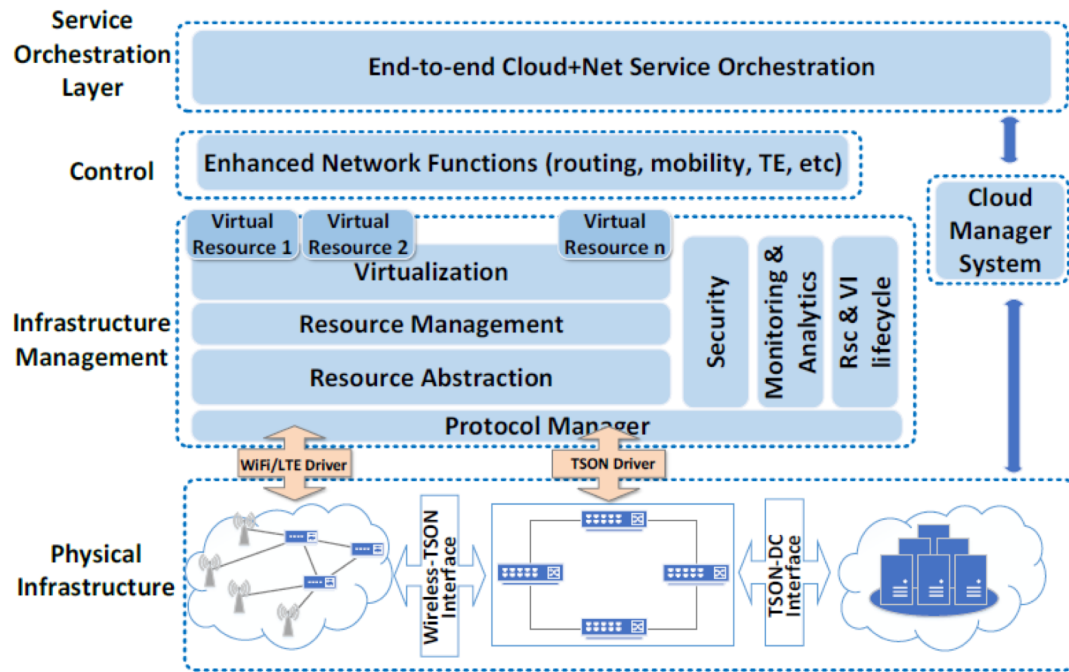 Service
Orchestration
Layer
End-to-end Cloud+Net Service Orchestration
Control
Enhanced Network Functions (routing, mobility, TE, etc)
Cloud
Manager
System
Infrastructure
Management
Virtual
Resource 1
Virtual
Resource 2
Virtual
Resource n
Virtualization
Resource Management
Resource Abstraction
Security
Monitoring &
Analytics
Rsc & VI
lifecycle
Protocol Manager
WiFi/LTE Driver
TSON Driver
Physical
Infrastructure
Wireless-TSON
Interface
TSON-DC
Interface